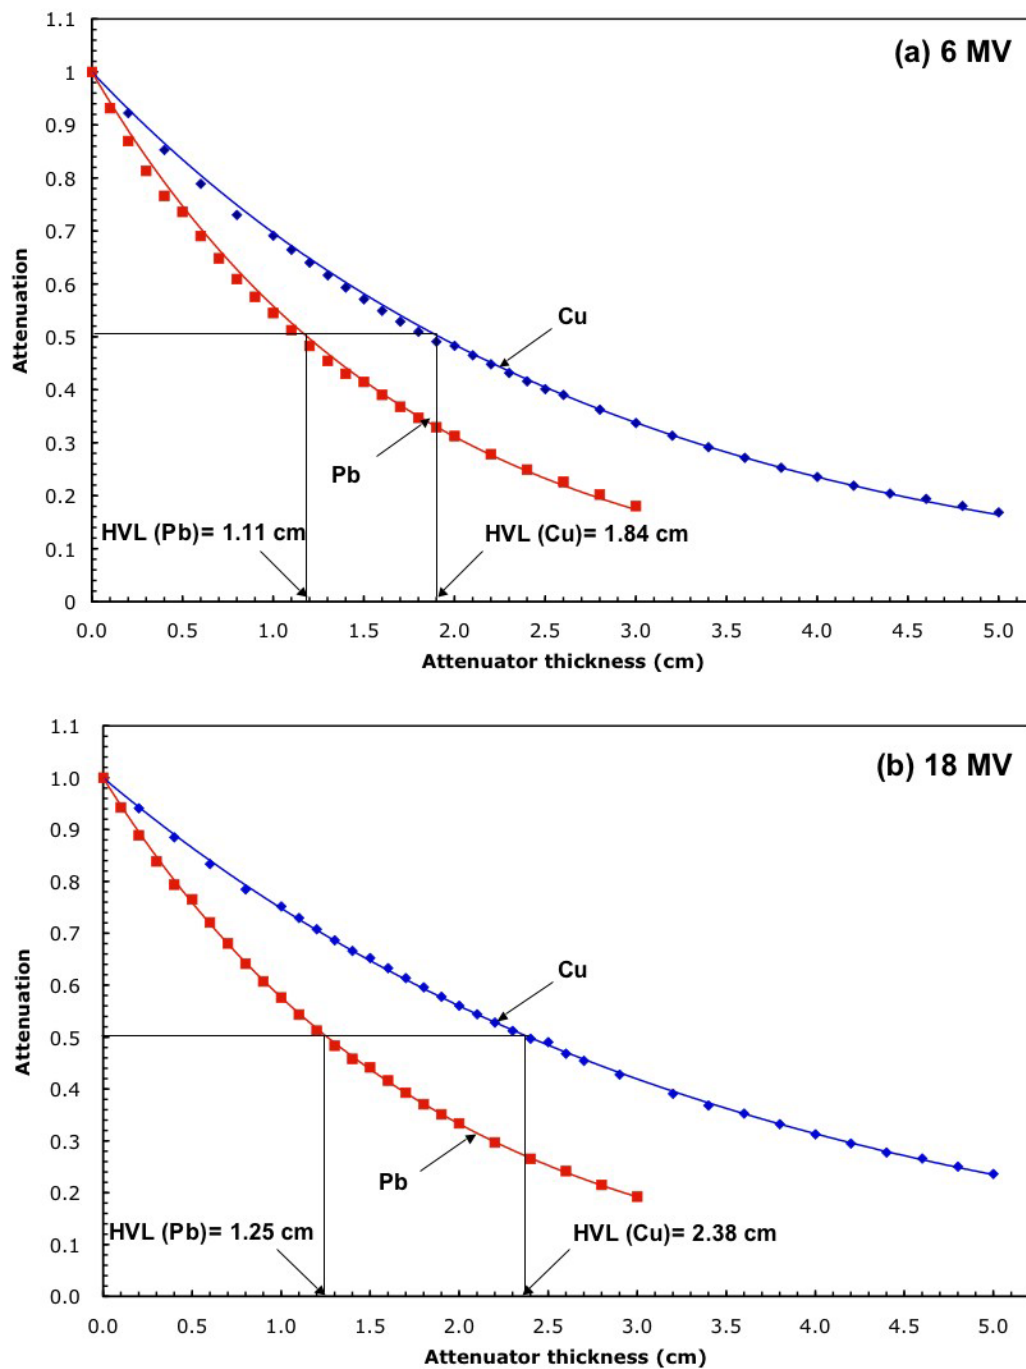 (a) 6 MV
1.1
1
0.9
0.8
0.7
0.6
0.5
0.4
0.3
0.2
0.1
0
Attenuation
Cu
Pb
HVL (Pb)= 1.11 cm
HVL (Cu)= 1.84 cm
0.0 0.5 1.0 1.5 2.0 2.5 3.0 3.5 4.0 4.5 5.0
Attenuator thickness (cm)
(b) 18 MV
1.1
1.0
0.9
0.8
0.7
0.6
0.5
0.4
0.3
0.2
0.1
0.0
Attenuation
Cu
Pb
HVL (Pb)= 1.25 cm
HVL (Cu)= 2.38 cm
0.0 0.5 1.0 1.5 2.0 2.5 3.0 3.5 4.0 4.5 5.0
Attenuator thickness (cm)